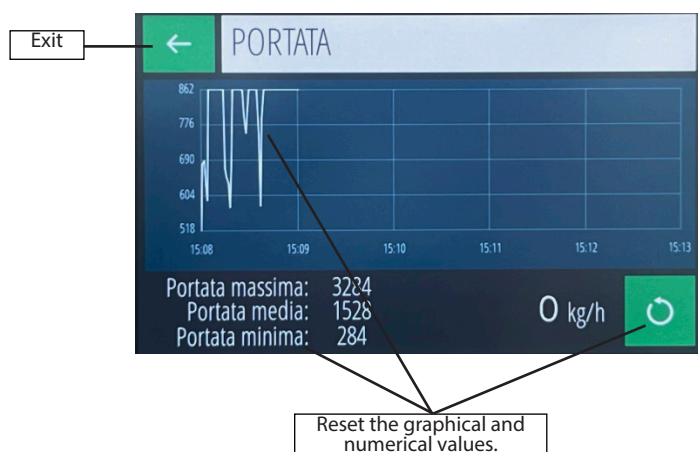 Exit
PORTATA
862
776
690
604
518
15:08 15:09 15:10 15:11 15:12 15:13
Portata massima: 3284
Portata media: 1528
Portata minima: 284
0 kg/h
Reset the graphical and
numerical values.